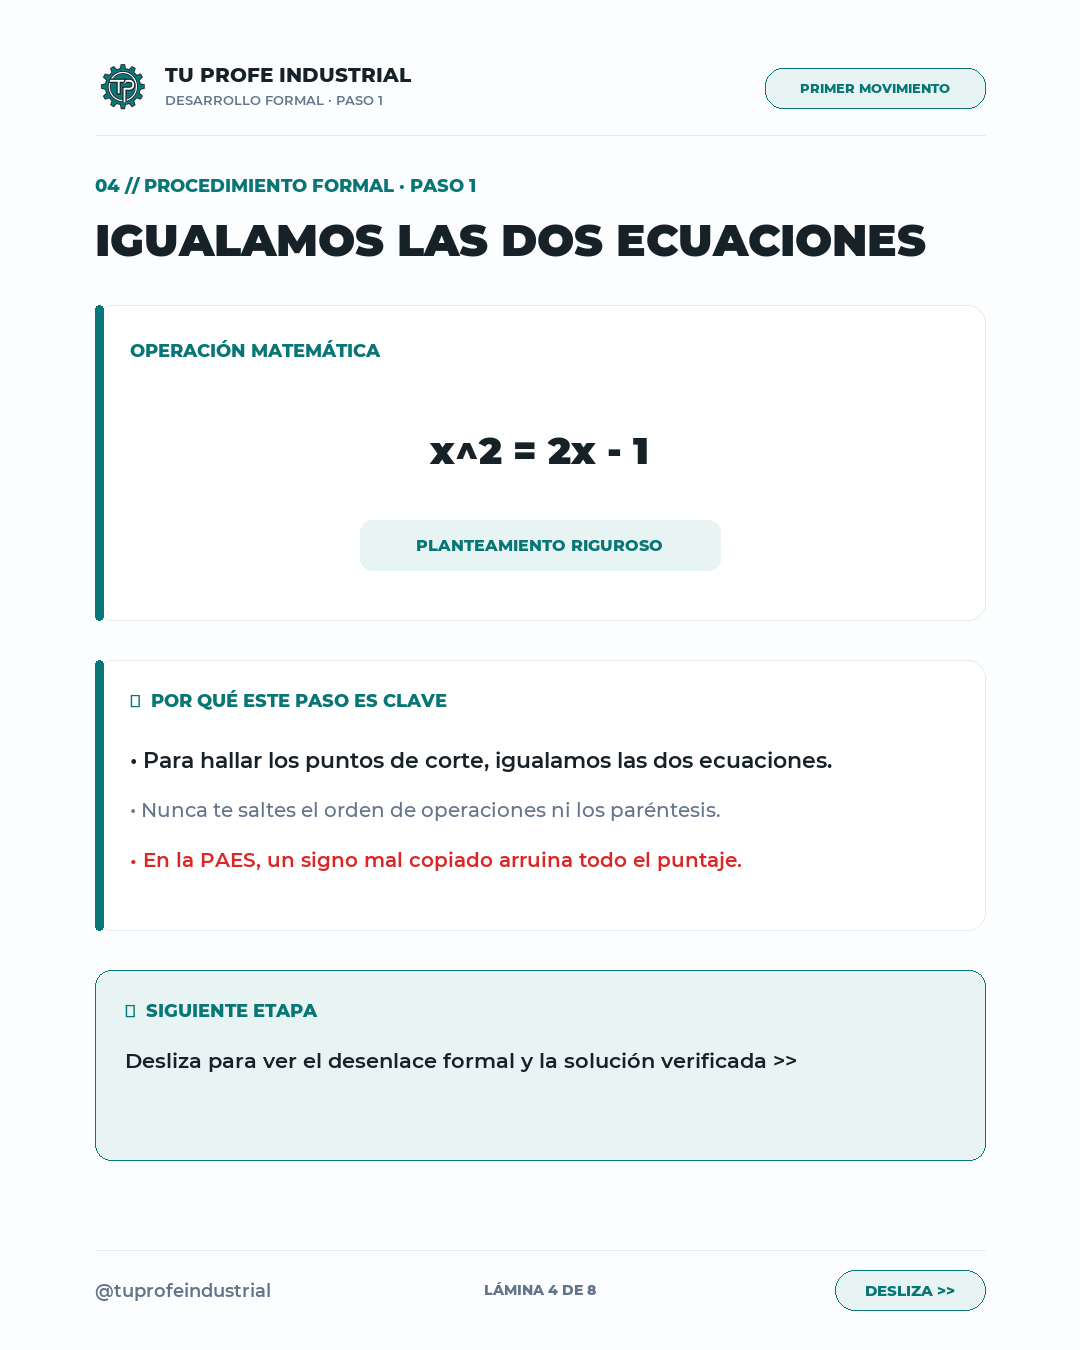 TP
TU PROFE INDUSTRIAL
DESARROLLO FORMAL · PASO 1
PRIMER MOVIMIENTO
04 // PROCEDIMIENTO FORMAL · PASO 1
IGUALAMOS LAS DOS ECUACIONES
OPERACIÓN MATEMÁTICA
x^2 = 2x - 1
PLANTEAMIENTO RIGUROSO
POR QUÉ ESTE PASO ES CLAVE
• Para hallar los puntos de corte, igualamos las dos ecuaciones.
• Nunca te saltes el orden de operaciones ni los paréntesis.
• En la PAES, un signo mal copiado arruina todo el puntaje.
SIGUIENTE ETAPA
Desliza para ver el desenlace formal y la solución verificada >>
@tuprofeindustrial
LÁMINA 4 DE 8
DESLIZA >>